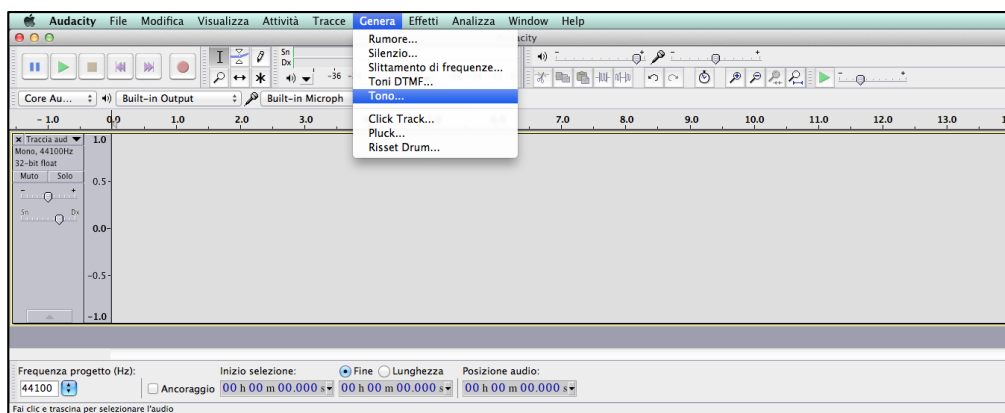 Audacity File Modifica Visualizza Attività Tracce Genera Effetti Analizza Window Help
Rumore...
Silenzio...
Slittamento di frequenze...
Toni DTMF...
Tono...
Click Track...
Pluck...
Risset Drum...
acity
Sn
Dx
-36
Core Au... Built-in Output Built-in Microph
- 1.0 0.0 1.0 2.0 3.0 7.0 8.0 9.0 10.0 11.0 12.0 13.0
Traccia aud 1.0
Mono, 44100Hz
32-bit float
Muto Solo
0.5
- +
Sn Dx
0.0
-0.5
-1.0
Frequenza progetto (Hz): Inizio selezione: Fine Lunghezza Posizione audio:
44100 Ancoraggio 00 h 00 m 00.000 s 00 h 00 m 00.000 s 00 h 00 m 00.000 s
Fai clic e trascina per selezionare l'audio